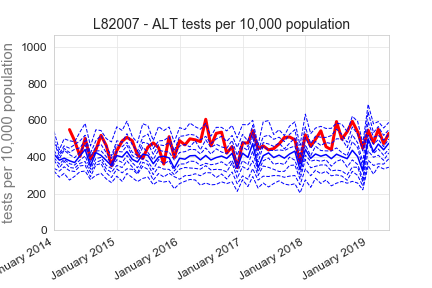 L82007 - ALT tests per 10,000 population
tests per 10,000 population
1000
800
600
400
200
0
nuary 2014
January 2015
January 2016
January 2017
January 2018
January 2019